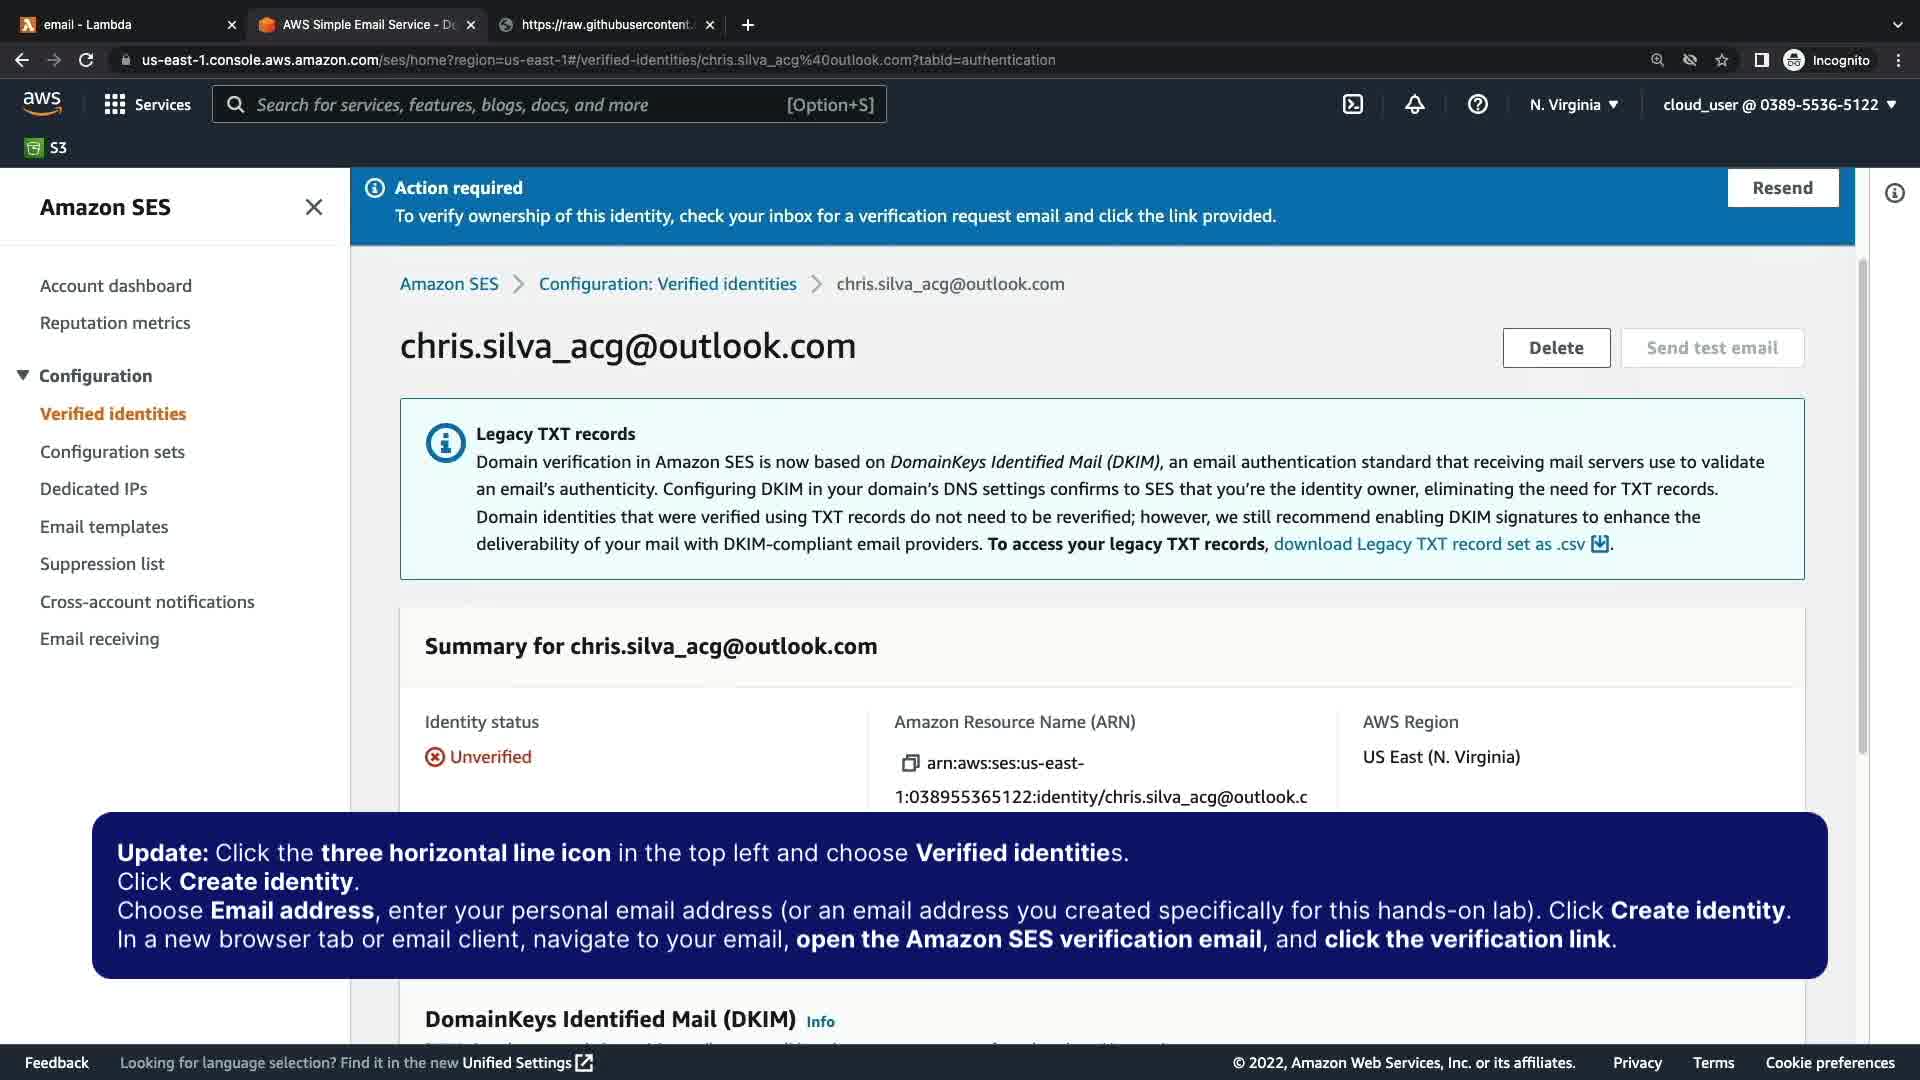 email - Lambda
AWS Simple Email Service - De
https://raw.githubusercontent.
us-east-1.console.aws.amazon.com/ses/home?region=us-east-1#/verified-identities/chris.silva_acg%40outlook.com?tabId=authentication
Incognito
aws
Services
Search for services, features, blogs, docs, and more
[Option+S]
N. Virginia
cloud_user @ 0389-5536-5122
S3
Amazon SES
Account dashboard
Reputation metrics
Configuration
Verified identities
Configuration sets
Dedicated IPs
Email templates
Suppression list
Cross-account notifications
Email receiving
Action required
To verify ownership of this identity, check your inbox for a verification request email and click the link provided.
Resend
Amazon SES > Configuration: Verified identities > chris.silva_acg@outlook.com
chris.silva_acg@outlook.com
Delete
Send test email
Legacy TXT records
Domain verification in Amazon SES is now based on DomainKeys Identified Mail (DKIM), an email authentication standard that receiving mail servers use to validate
an email's authenticity. Configuring DKIM in your domain's DNS settings confirms to SES that you're the identity owner, eliminating the need for TXT records.
Domain identities that were verified using TXT records do not need to be reverified; however, we still recommend enabling DKIM signatures to enhance the
deliverability of your mail with DKIM-compliant email providers. To access your legacy TXT records, download Legacy TXT record set as .csv.
Summary for chris.silva_acg@outlook.com
Identity status
Unverified
Amazon Resource Name (ARN)
arn:aws:ses:us-east-
1:038955365122:identity/chris.silva_acg@outlook.c
AWS Region
US East (N. Virginia)
Update: Click the three horizontal line icon in the top left and choose Verified identities.
Click Create identity.
Choose Email address, enter your personal email address (or an email address you created specifically for this hands-on lab). Click Create identity.
In a new browser tab or email client, navigate to your email, open the Amazon SES verification email, and click the verification link.
DomainKeys Identified Mail (DKIM) Info
Feedback
Looking for language selection? Find it in the new Unified Settings
© 2022, Amazon Web Services, Inc. or its affiliates.
Privacy
Terms
Cookie preferences